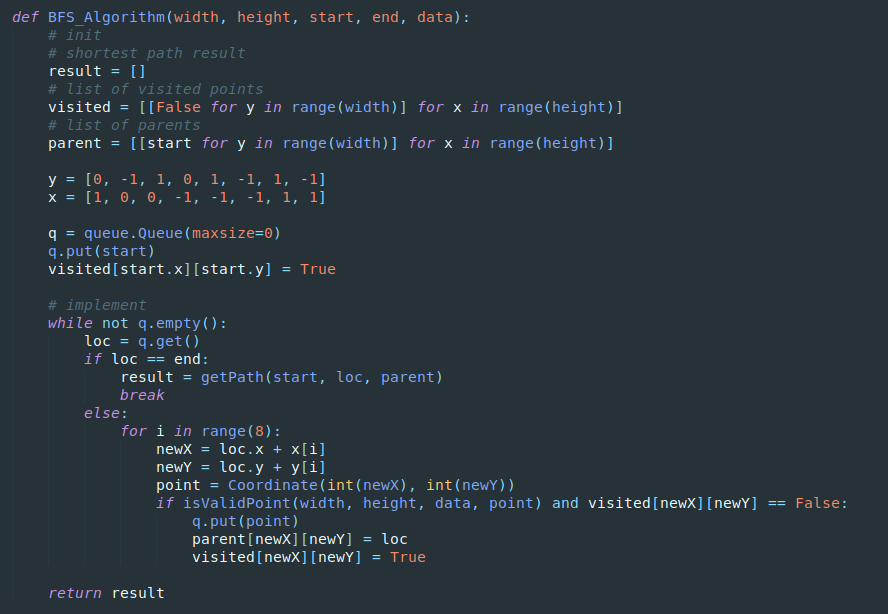 def BFS_Algorithm(width, height, start, end, data):
    # init
    # shortest path result
    result = []
    # list of visited points
    visited = [[False for y in range(width)] for x in range(height)]
    # list of parents
    parent = [[start for y in range(width)] for x in range(height)]

    y = [0, -1, 1, 0, 1, -1, 1, -1]
    x = [1, 0, 0, -1, -1, -1, 1, 1]

    q = queue.Queue(maxsize=0)
    q.put(start)
    visited[start.x][start.y] = True

    # implement
    while not q.empty():
        loc = q.get()
        if loc == end:
            result = getPath(start, loc, parent)
            break
        else:
            for i in range(8):
                newX = loc.x + x[i]
                newY = loc.y + y[i]
                point = Coordinate(int(newX), int(newY))
                if isValidPoint(width, height, data, point) and visited[newX][newY] == False:
                    q.put(point)
                    parent[newX][newY] = loc
                    visited[newX][newY] = True

    return result